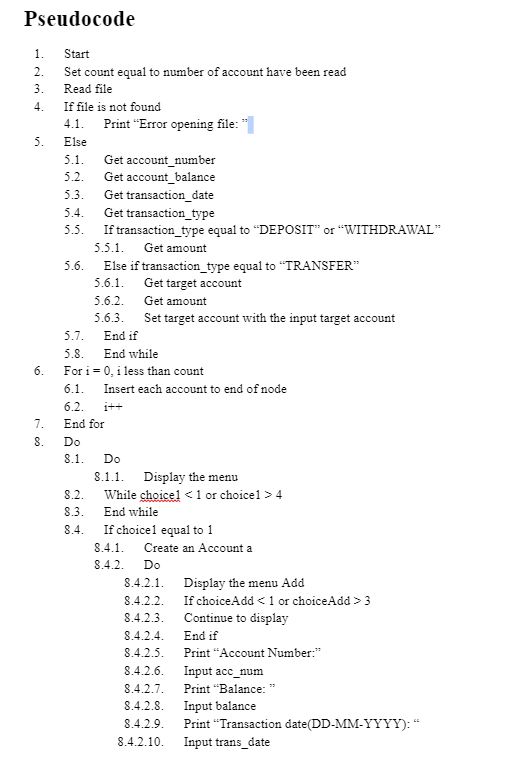 Pseudocode
1. Start
2. Set count equal to number of account have been read
3. Read file
4. If file is not found
4.1. Print “Error opening file: ”
5. Else
5.1. Get account_number
5.2. Get account_balance
5.3. Get transaction_date
5.4. Get transaction_type
5.5. If transaction_type equal to “DEPOSIT” or “WITHDRAWAL”
5.5.1. Get amount
5.6. Else if transaction_type equal to “TRANSFER”
5.6.1. Get target account
5.6.2. Get amount
5.6.3. Set target account with the input target account
5.7. End if
5.8. End while
6. For i = 0, i less than count
6.1. Insert each account to end of node
6.2. i++
7. End for
8. Do
8.1. Do
8.1.1. Display the menu
8.2. While choice1 < 1 or choice1 > 4
8.3. End while
8.4. If choice1 equal to 1
8.4.1. Create an Account a
8.4.2. Do
8.4.2.1. Display the menu Add
8.4.2.2. If choiceAdd < 1 or choiceAdd > 3
8.4.2.3. Continue to display
8.4.2.4. End if
8.4.2.5. Print “Account Number:”
8.4.2.6. Input acc_num
8.4.2.7. Print “Balance: ”
8.4.2.8. Input balance
8.4.2.9. Print “Transaction date(DD-MM-YYYY): “
8.4.2.10. Input trans_date